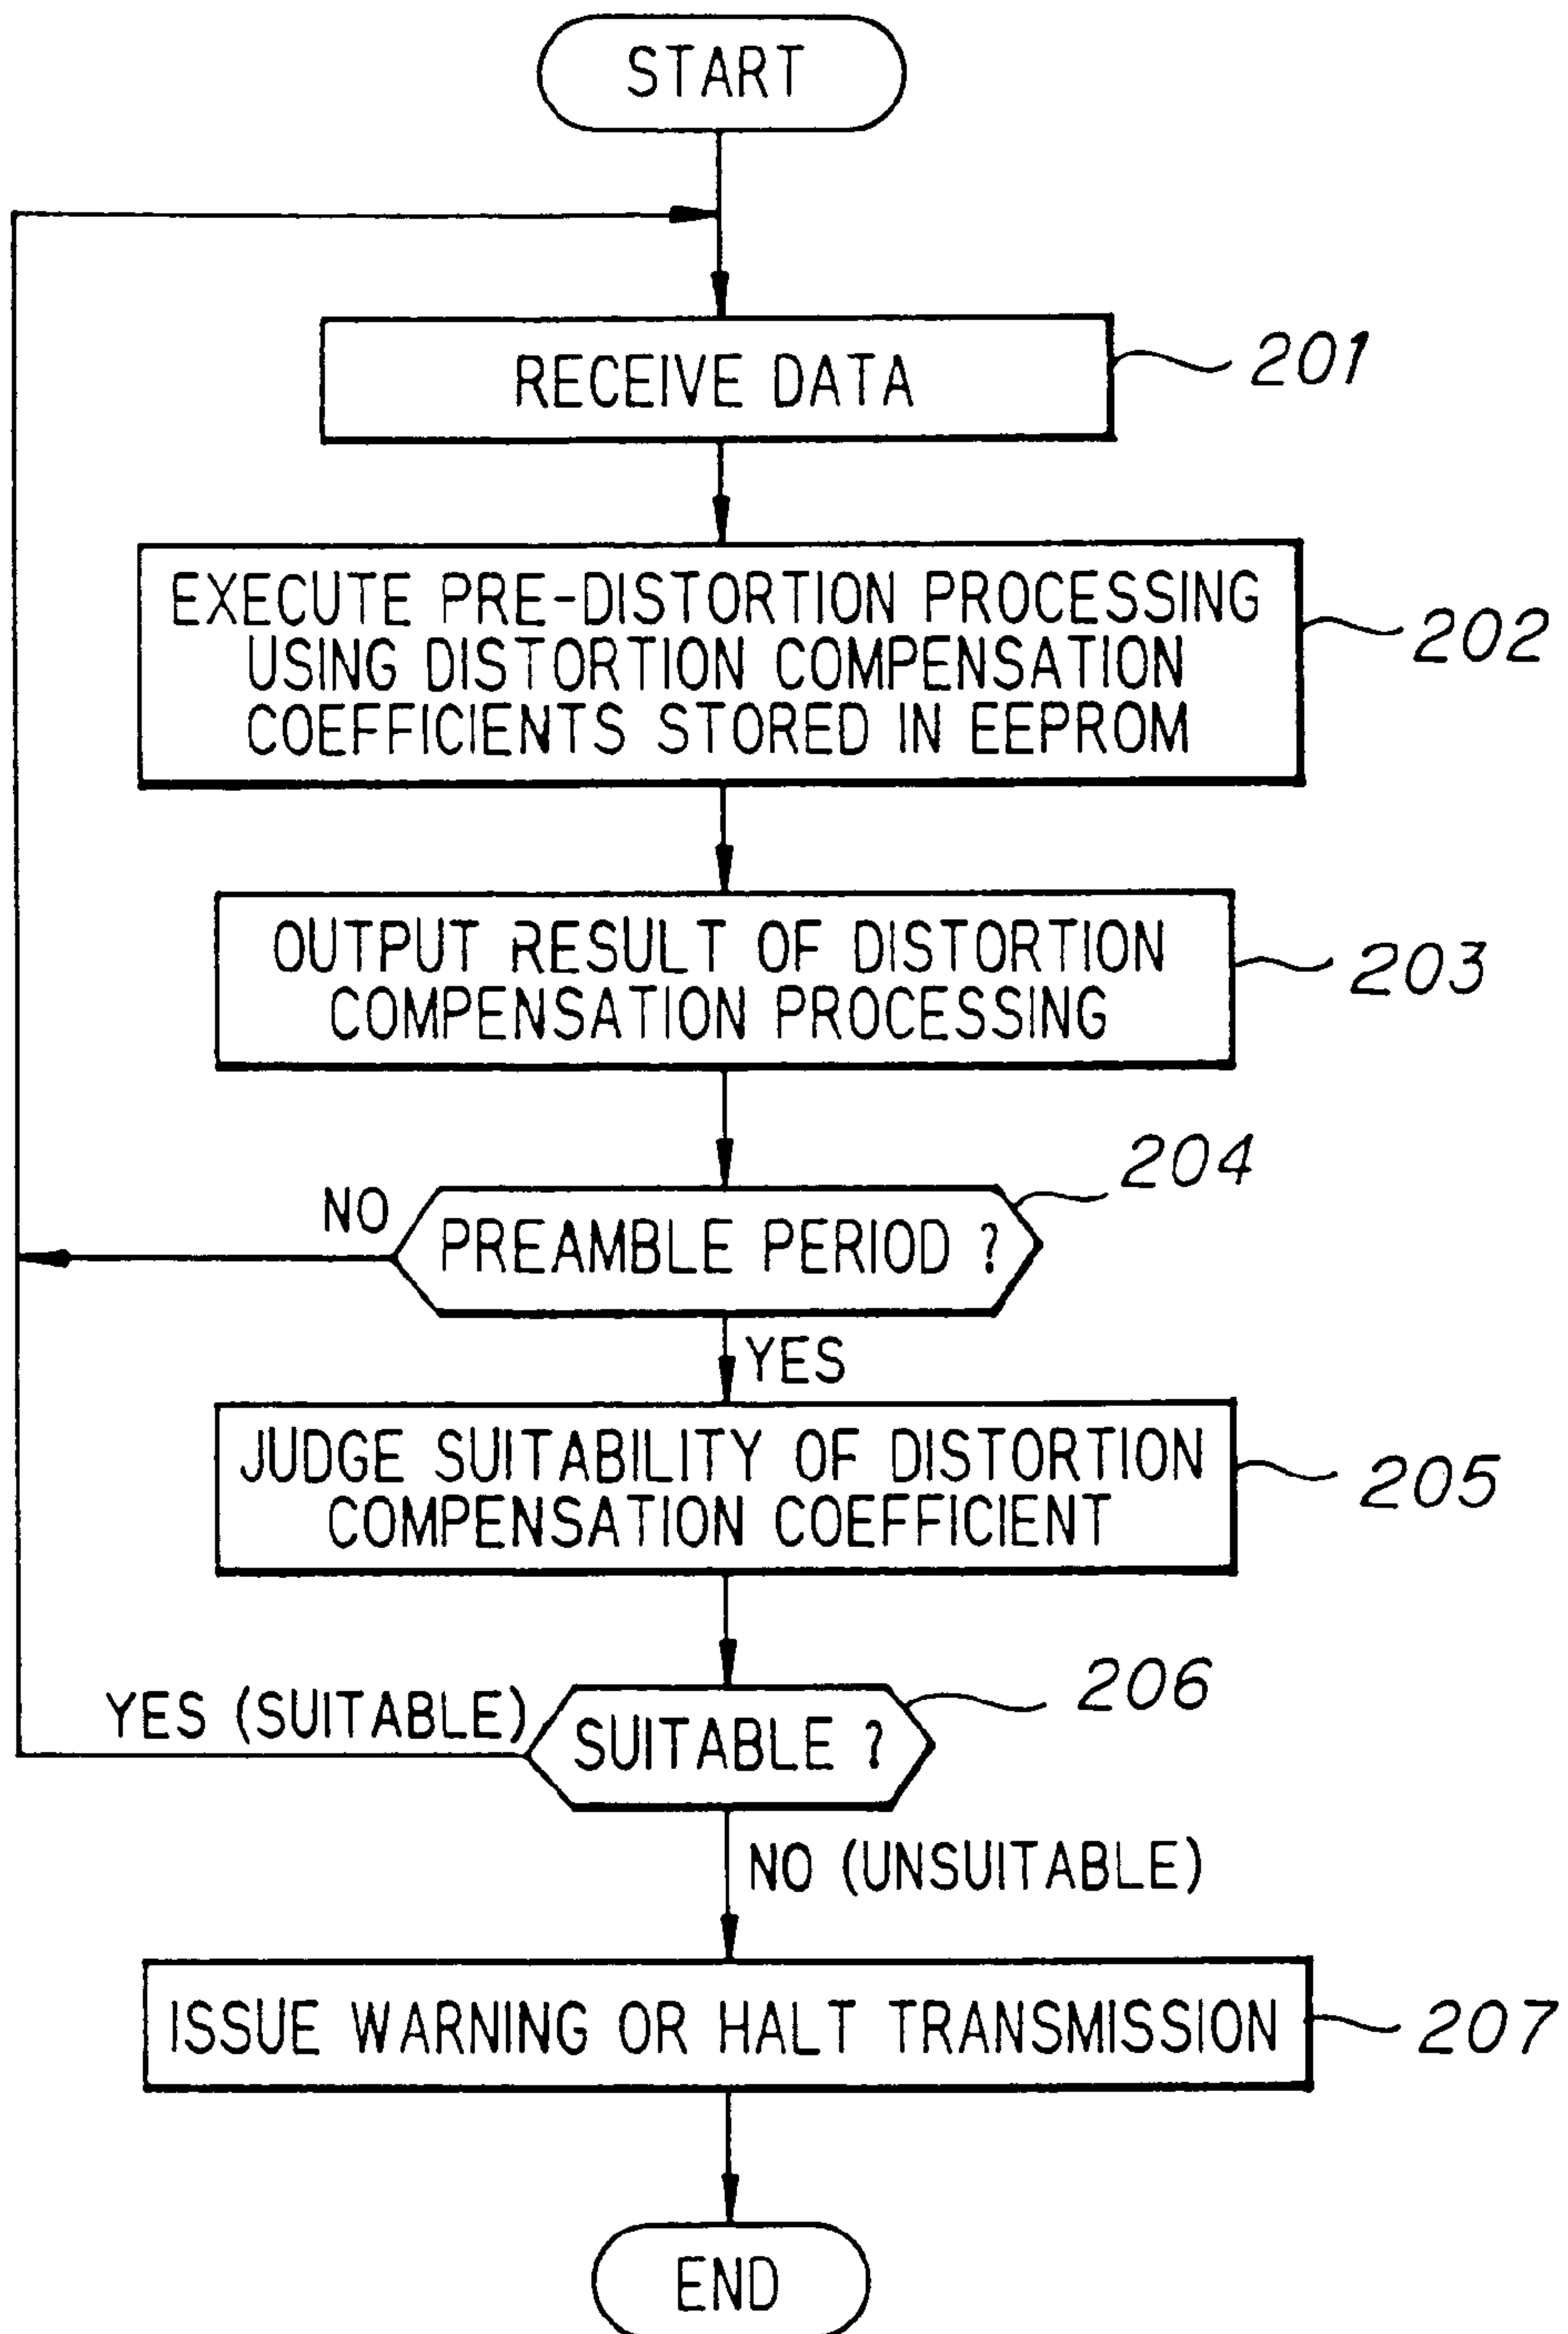 START
RECEIVE DATA
201
EXECUTE PRE-DISTORTION PROCESSING
USING DISTORTION COMPENSATION
COEFFICIENTS STORED IN EEPROM
202
OUTPUT RESULT OF DISTORTION
COMPENSATION PROCESSING
203
204
NO
PREAMBLE PERIOD ?
YES
JUDGE SUITABILITY OF DISTORTION
COMPENSATION COEFFICIENT
205
206
YES (SUITABLE)
SUITABLE ?
NO (UNSUITABLE)
ISSUE WARNING OR HALT TRANSMISSION
207
END